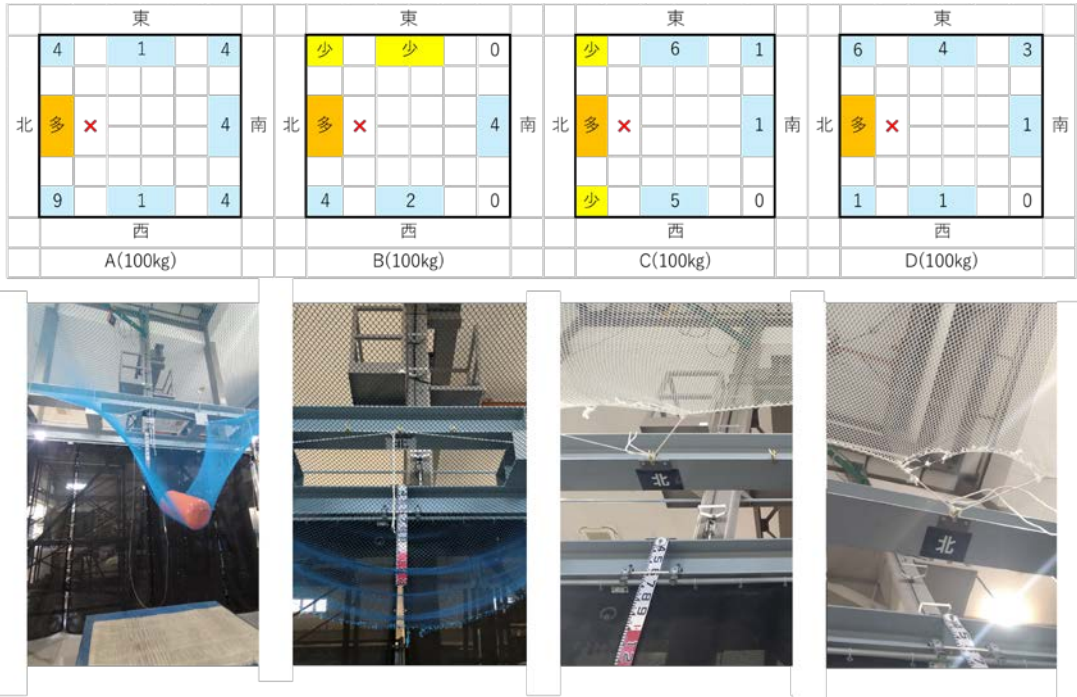 東 東 東 東
4 1 4 少 少 0 少 6 1 6 4 3
北 多 × 4 南 北 多 × 4 南 北 多 × 1 南 北 多 × 1 南
9 1 4 4 2 0 少 5 0 1 1 0
西 西 西 西
A(100kg) B(100kg) C(100kg) D(100kg)
北
北